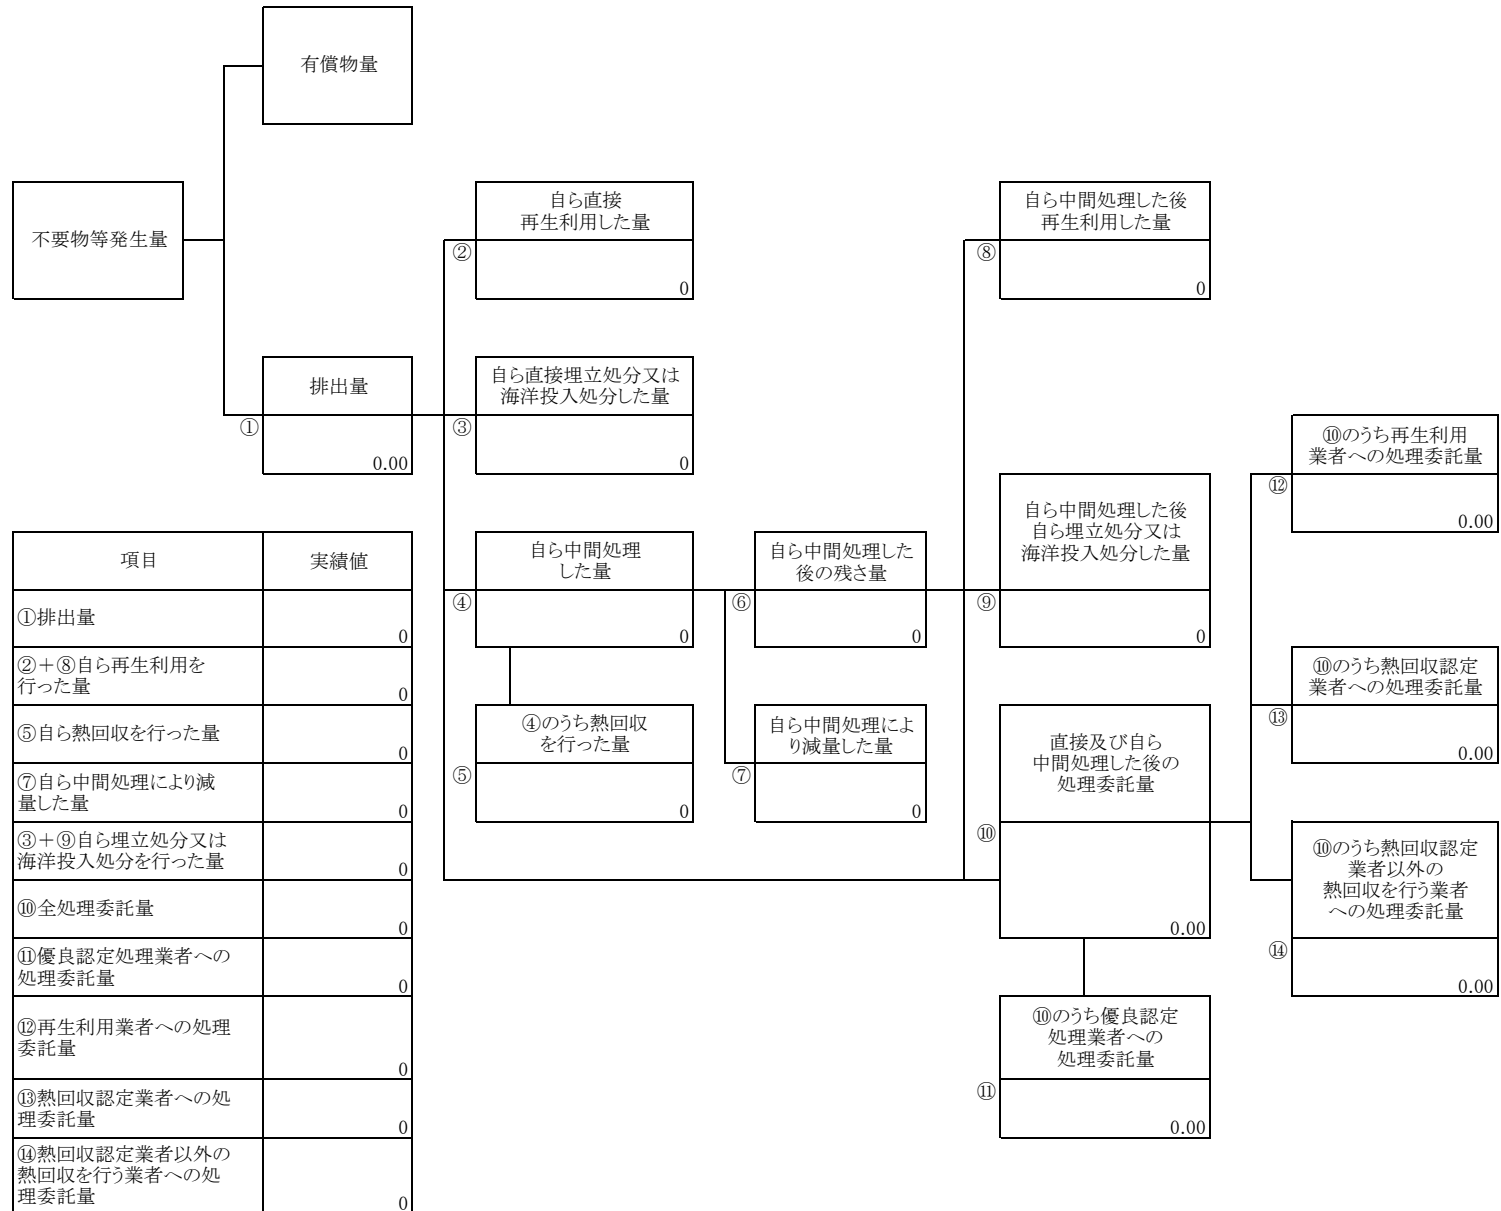 有償物量
不要物等発生量
自ら直接
再生利用した量
②
0
自ら中間処理した後
再生利用した量
⑧
0
排出量
①
0.00
自ら直接埋立処分又は
海洋投入処分した量
③
0
⑩のうち再生利用
業者への処理委託量
⑫
0.00
自ら中間処理
した量
④
0
自ら中間処理した
後の残さ量
⑥
0
自ら中間処理した後
自ら埋立処分又は
海洋投入処分した量
⑨
0
⑩のうち熱回収認定
業者への処理委託量
⑬
0.00
④のうち熱回収
を行った量
⑤
0
自ら中間処理によ
り減量した量
⑦
0
直接及び自ら
中間処理した後の
処理委託量
⑩
0.00
⑩のうち熱回収認定
業者以外の
熱回収を行う業者
への処理委託量
⑭
0.00
⑩のうち優良認定
処理業者への
処理委託量
⑪
0.00
項目
実績値
①排出量
0
②＋⑧自ら再生利用を
行った量
0
⑤自ら熱回収を行った量
0
⑦自ら中間処理により減
量した量
0
③＋⑨自ら埋立処分又は
海洋投入処分を行った量
0
⑩全処理委託量
0
⑪優良認定処理業者への
処理委託量
0
⑫再生利用業者への処理
委託量
0
⑬熱回収認定業者への処
理委託量
0
⑭熱回収認定業者以外の
熱回収を行う業者への処
理委託量
0